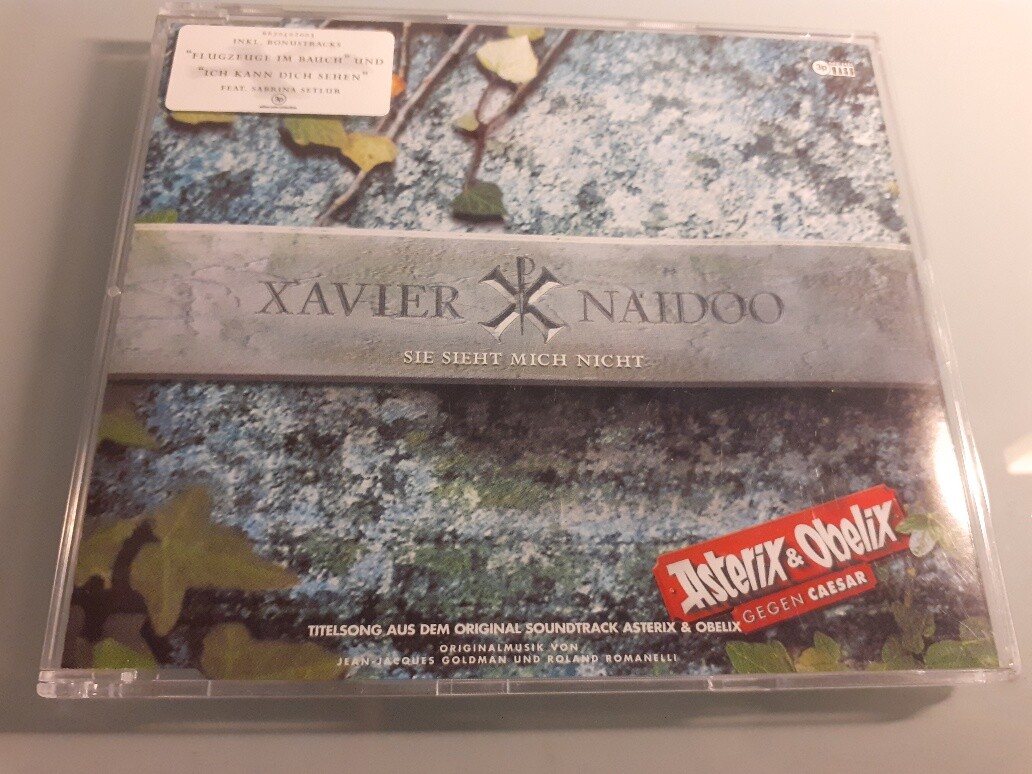 INKL. BONUSTRACKS
"FLUGZEUGE IM BAUCH" UND
"ICH KANN DICH SEHEN"
FEAT. SABRINA SETLUR
XAVIER NAIDOO
SIE SIEHT MICH NICHT
Asterix & Obelix
GEGEN CAESAR
TITELSONG AUS DEM ORIGINAL SOUNDTRACK ASTERIX & OBELIX
ORIGINALMUSIK VON
JEAN-JACQUES GOLDMAN UND ROLAND ROMANELLI